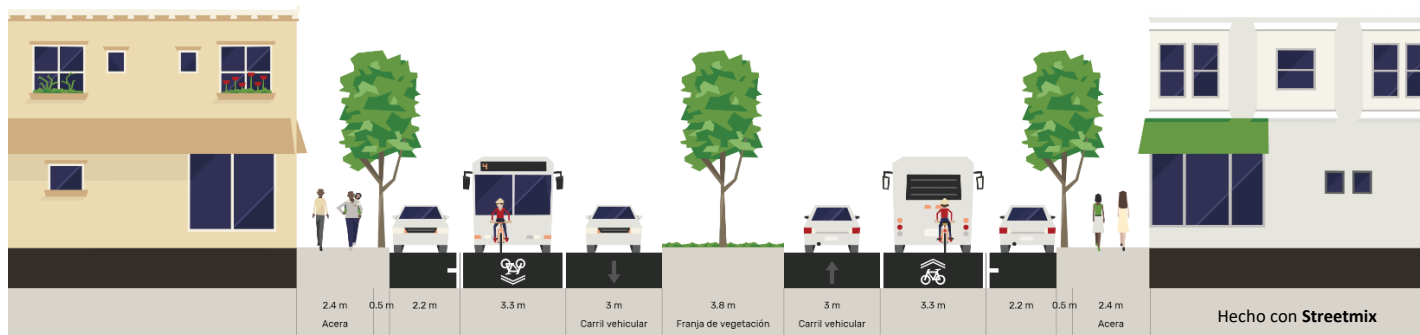 4
2.4 m
0.5 m
2.2 m
3.3 m
3 m
3.8 m
3 m
3.3 m
2.2 m
0.5 m
2.4 m
Acera
Carril vehicular
Franja de vegetación
Carril vehicular
Acera
Hecho con Streetmix